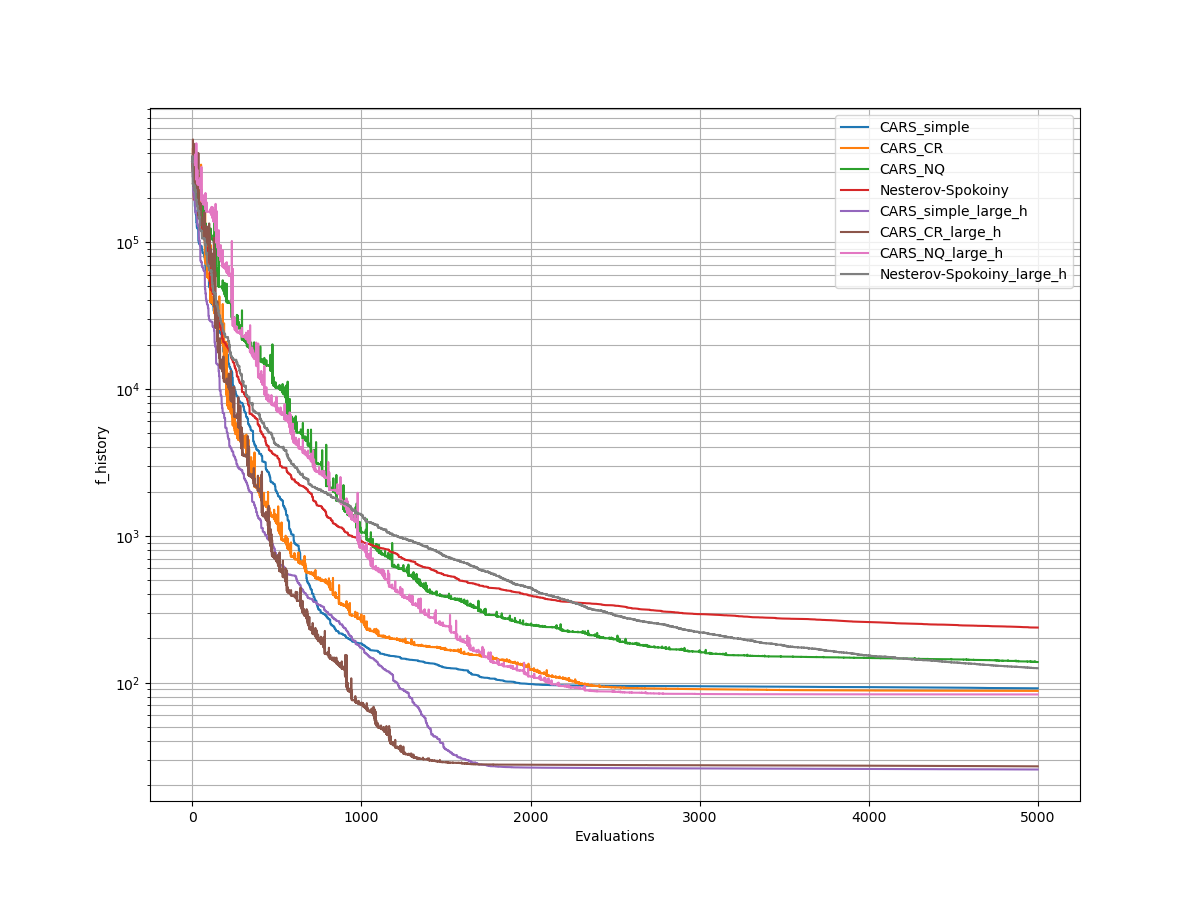 CARS_simple
CARS_CR
CARS_NQ
Nesterov-Spokoiny
CARS_simple_large_h
CARS_CR_large_h
CARS_NQ_large_h
Nesterov-Spokoiny_large_h
10^5
10^4
10^3
10^2
f_history
0 1000 2000 3000 4000 5000
Evaluations